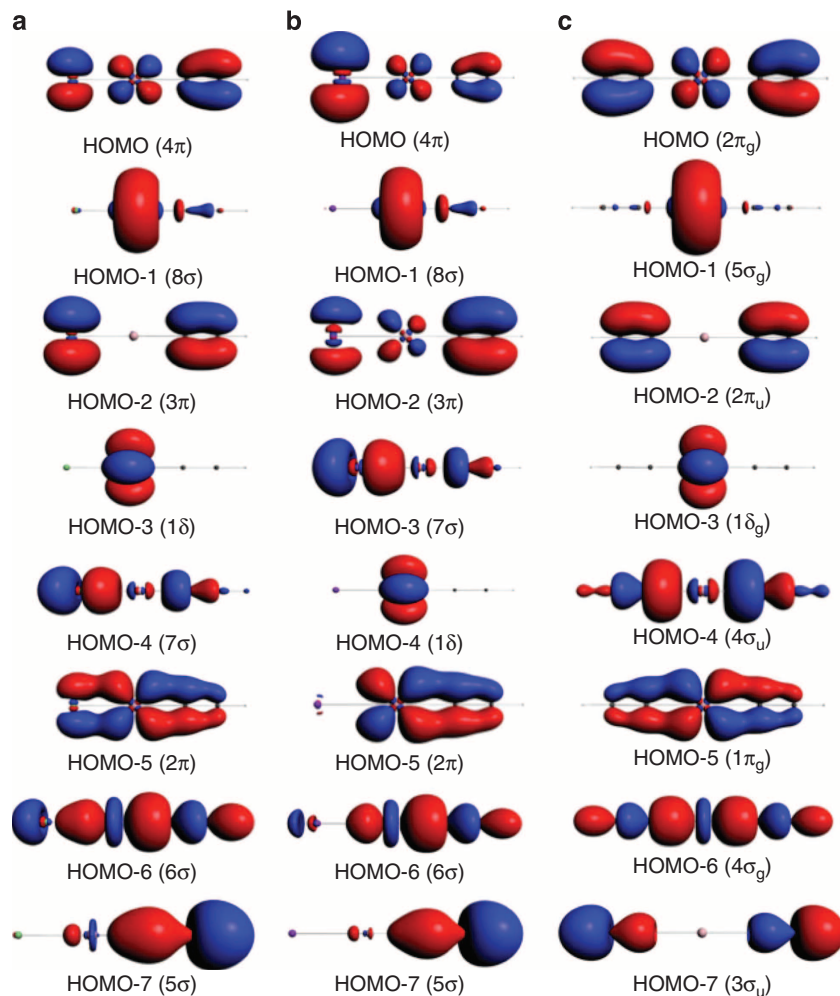 a
HOMO (4π)
HOMO-1 (8σ)
HOMO-2 (3π)
HOMO-3 (1δ)
HOMO-4 (7σ)
HOMO-5 (2π)
HOMO-6 (6σ)
HOMO-7 (5σ)
b
HOMO (4π)
HOMO-1 (8σ)
HOMO-2 (3π)
HOMO-3 (7σ)
HOMO-4 (1δ)
HOMO-5 (2π)
HOMO-6 (6σ)
HOMO-7 (5σ)
c
HOMO (2πg)
HOMO-1 (5σg)
HOMO-2 (2πu)
HOMO-3 (1δg)
HOMO-4 (4σu)
HOMO-5 (1πg)
HOMO-6 (4σg)
HOMO-7 (3σu)